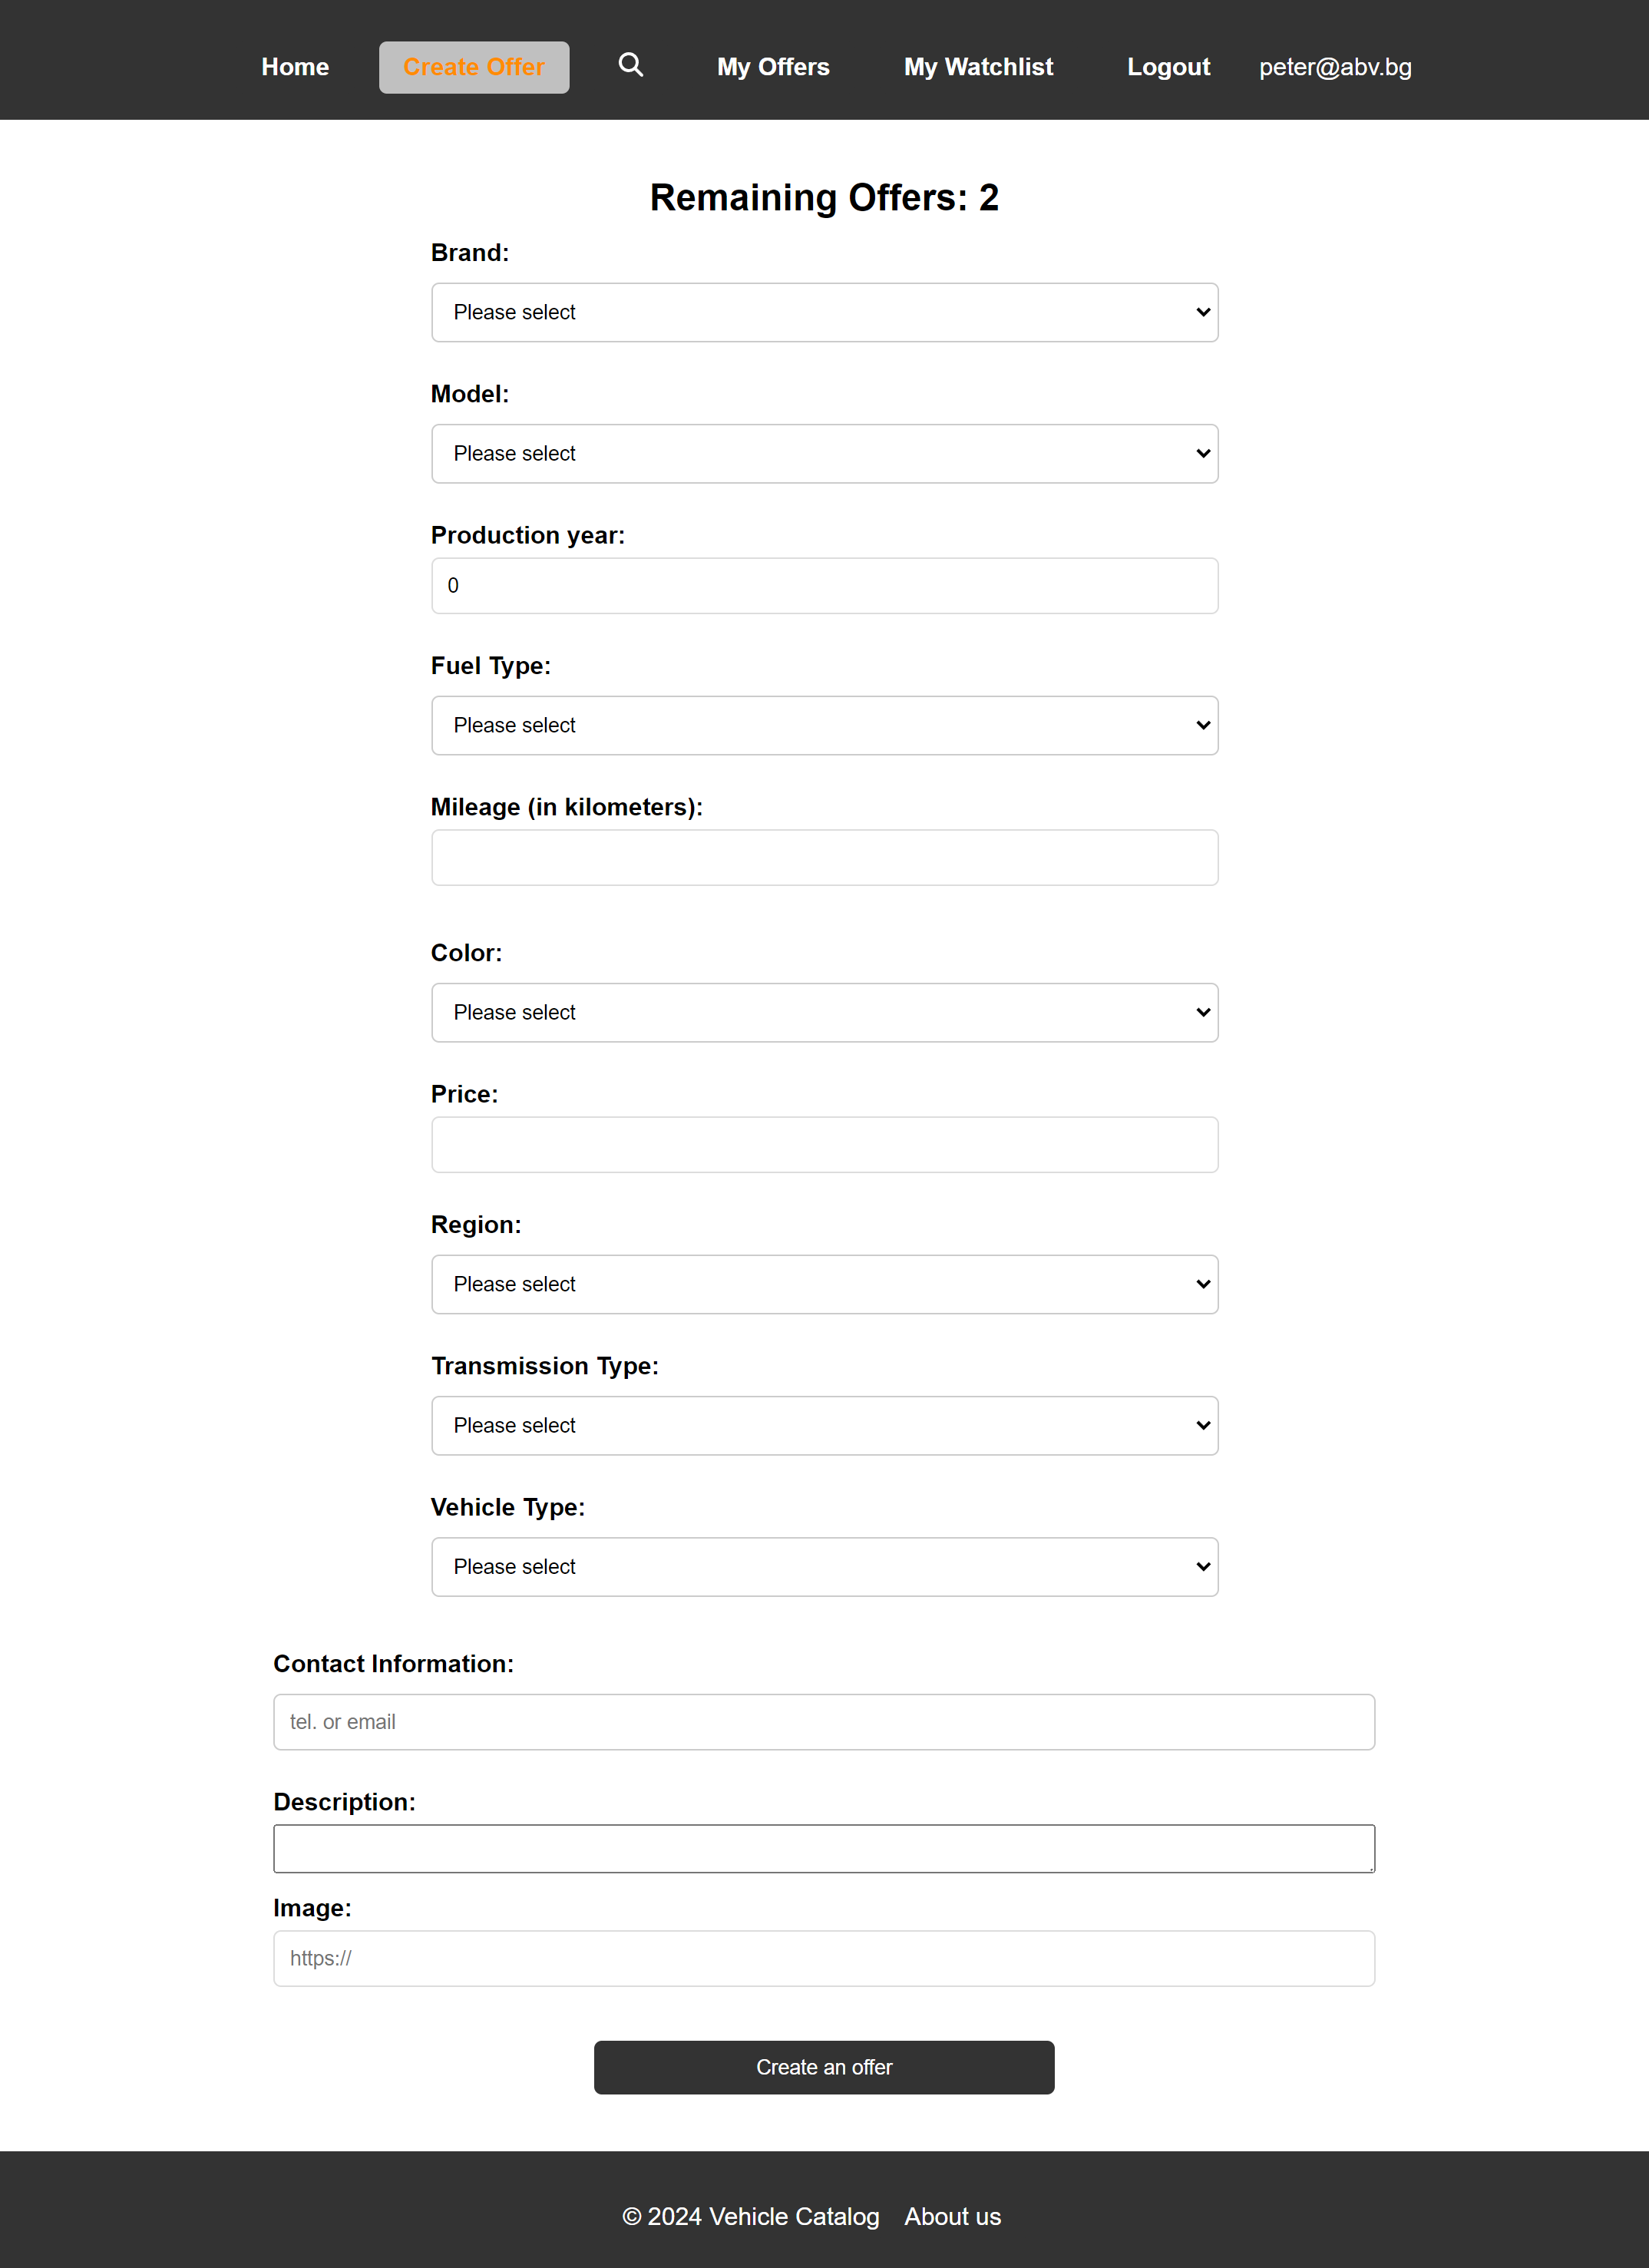 Home Create Offer My Offers My Watchlist Logout peter@abv.bg
Remaining Offers: 2
Brand:
Please select
Model:
Please select
Production year:
0
Fuel Type:
Please select
Mileage (in kilometers):
Color:
Please select
Price:
Region:
Please select
Transmission Type:
Please select
Vehicle Type:
Please select
Contact Information:
tel. or email
Description:
Image:
https://
Create an offer
© 2024 Vehicle Catalog About us